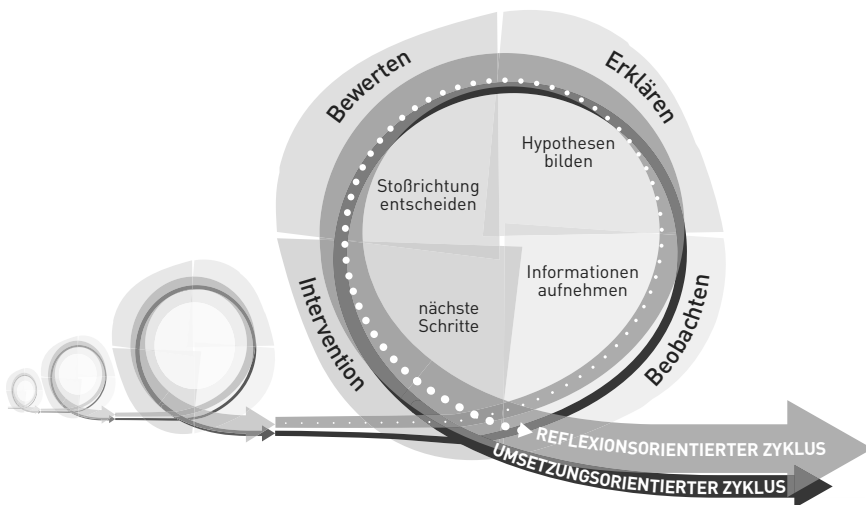 Bewerten
Erklären
Hypothesen
bilden
Stoßrichtung
entscheiden
Informationen
aufnehmen
nächste
Schritte
Intervention
Beobachten
REFLEXIONSORIENTIERTER ZYKLUS
UMSETZUNGSORIENTIERTER ZYKLUS